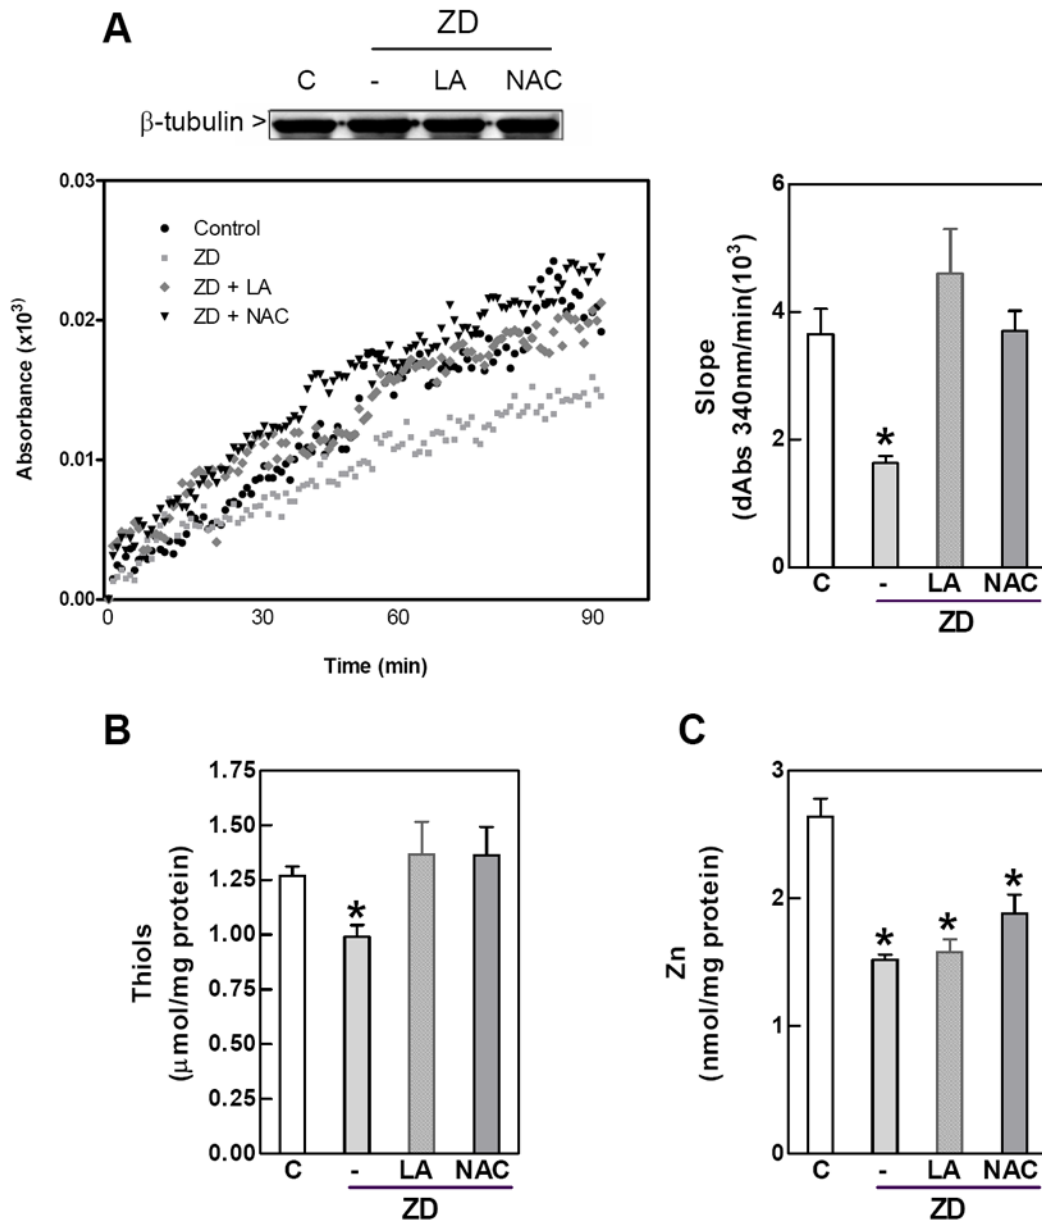 A
ZD
C - LA NAC
β-tubulin >
0.03
0.02
0.01
0.00
Absorbance (x10³)
Control
ZD
ZD + LA
ZD + NAC
0 30 60 90
Time (min)
6
4
2
0
Slope
(dAbs 340nm/min(10³)
*
C - LA NAC
ZD
B
1.75
1.50
1.25
1.00
0.75
0.50
0.25
0.00
Thiols
(μmol/mg protein)
*
C - LA NAC
ZD
C
3
2
1
0
Zn
(nmol/mg protein)
* * *
C - LA NAC
ZD